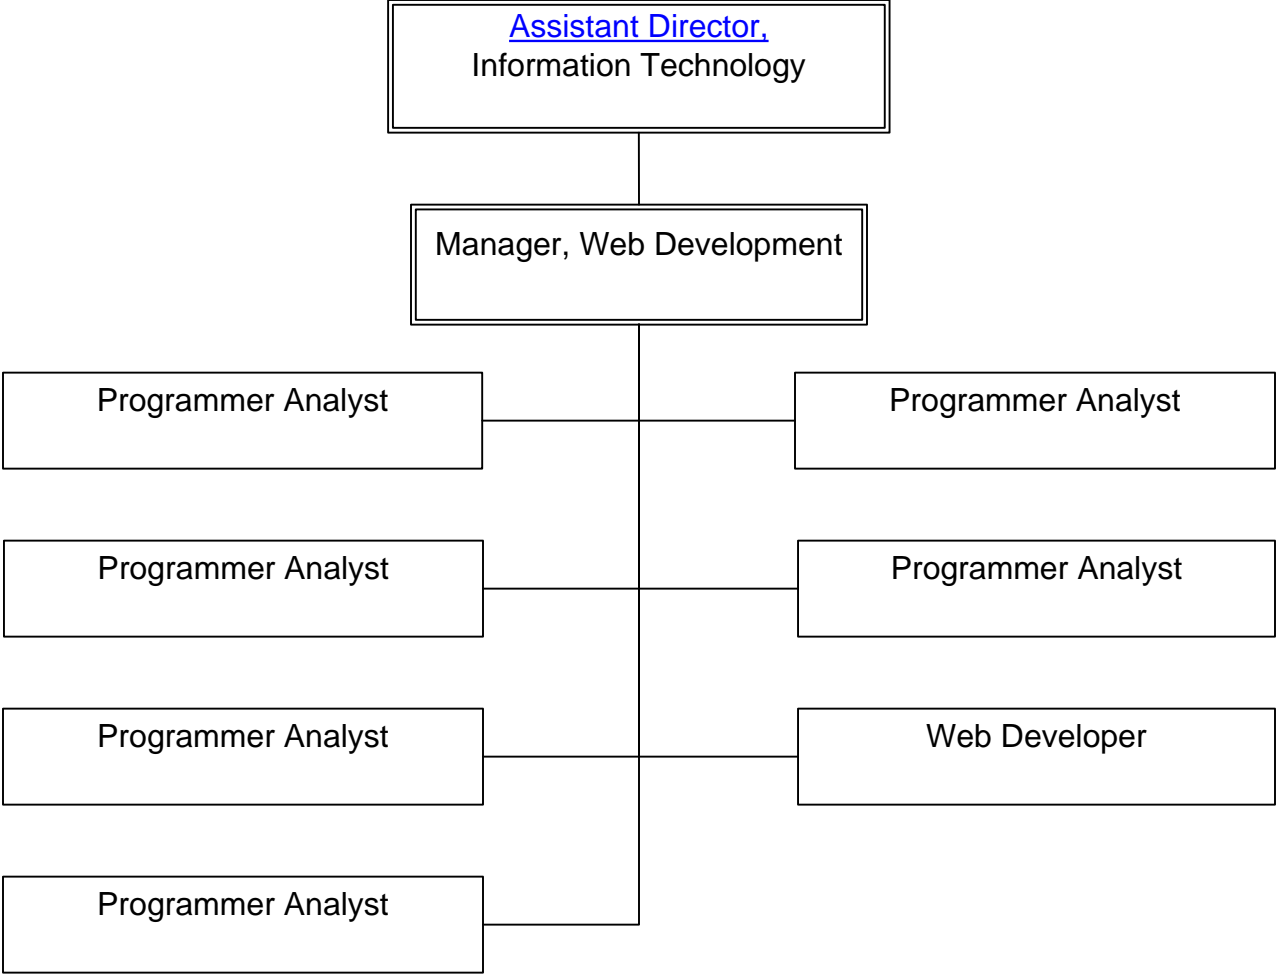 Assistant Director,
Information Technology
Manager, Web Development
Programmer Analyst
Programmer Analyst
Programmer Analyst
Programmer Analyst
Programmer Analyst
Web Developer
Programmer Analyst